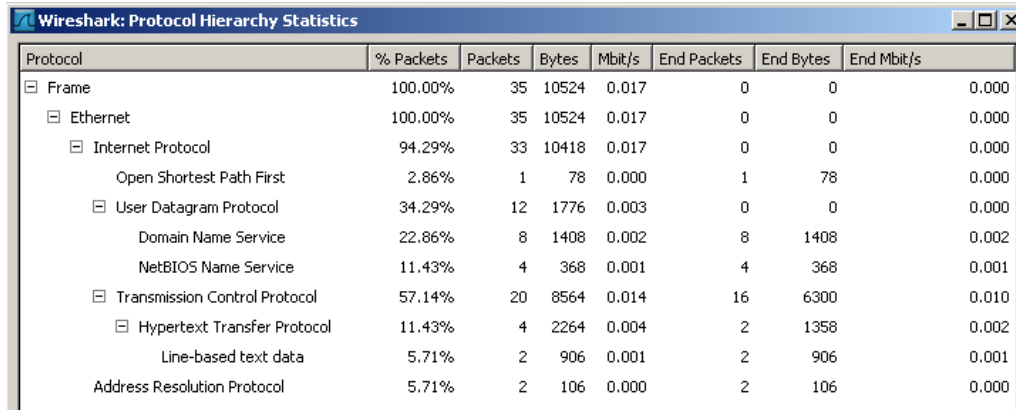 Wireshark: Protocol Hierarchy Statistics
Protocol % Packets Packets Bytes Mbit/s End Packets End Bytes End Mbit/s
Frame 100.00% 35 10524 0.017 0 0 0.000
Ethernet 100.00% 35 10524 0.017 0 0 0.000
Internet Protocol 94.29% 33 10418 0.017 0 0 0.000
Open Shortest Path First 2.86% 1 78 0.000 1 78 0.000
User Datagram Protocol 34.29% 12 1776 0.003 0 0 0.000
Domain Name Service 22.86% 8 1408 0.002 8 1408 0.002
NetBIOS Name Service 11.43% 4 368 0.001 4 368 0.001
Transmission Control Protocol 57.14% 20 8564 0.014 16 6300 0.010
Hypertext Transfer Protocol 11.43% 4 2264 0.004 2 1358 0.002
Line-based text data 5.71% 2 906 0.001 2 906 0.001
Address Resolution Protocol 5.71% 2 106 0.000 2 106 0.000